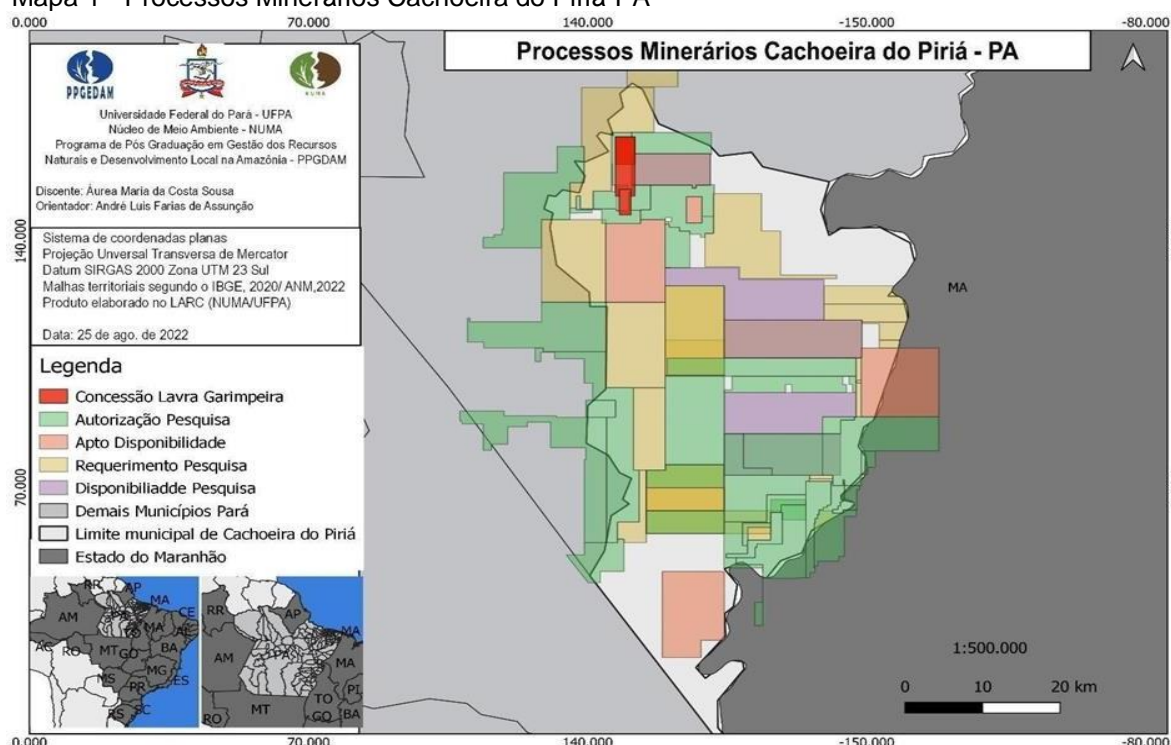 Mapa 1 - Processos Minerários Cachoeira do Piriá-PA
0.000 70.000 140.000 -150.000 -80.000
Processos Minerários Cachoeira do Piriá - PA
PPGEDAM
NUMA
Universidade Federal do Pará - UFPA
Núcleo de Meio Ambiente - NUMA
Programa de Pós Graduação em Gestão dos Recursos
Naturais e Desenvolvimento Local na Amazônia - PPGDAM
Discente: Áurea Maria da Costa Sousa
Orientador: André Luis Farias de Assunção
Sistema de coordenadas planas
Projeção Unversal Transversa de Mercator
Datum SIRGAS 2000 Zona UTM 23 Sul
Malhas territoriais segundo o IBGE, 2020/ ANM,2022
Produto elaborado no LARC (NUMA/UFPA)
Data: 25 de ago. de 2022
140.000
70.000
MA
Legenda
Concessão Lavra Garimpeira
Autorização Pesquisa
Apto Disponibilidade
Requerimento Pesquisa
Disponibiliadde Pesquisa
Demais Municípios Pará
Limite municipal de Cachoeira do Piriá
Estado do Maranhão
RR AP
MA
CE
AM
PA
MA
AL
AC RO
TO
MT GO
BA
MG
MS
ES
PR
SC
RS
RR
AP
MA
AM
PA
MA
TO
PI
MT
RO
GO BA
1:500.000
0 10 20 km
0.000 70.000 140.000 -150.000 -80.000